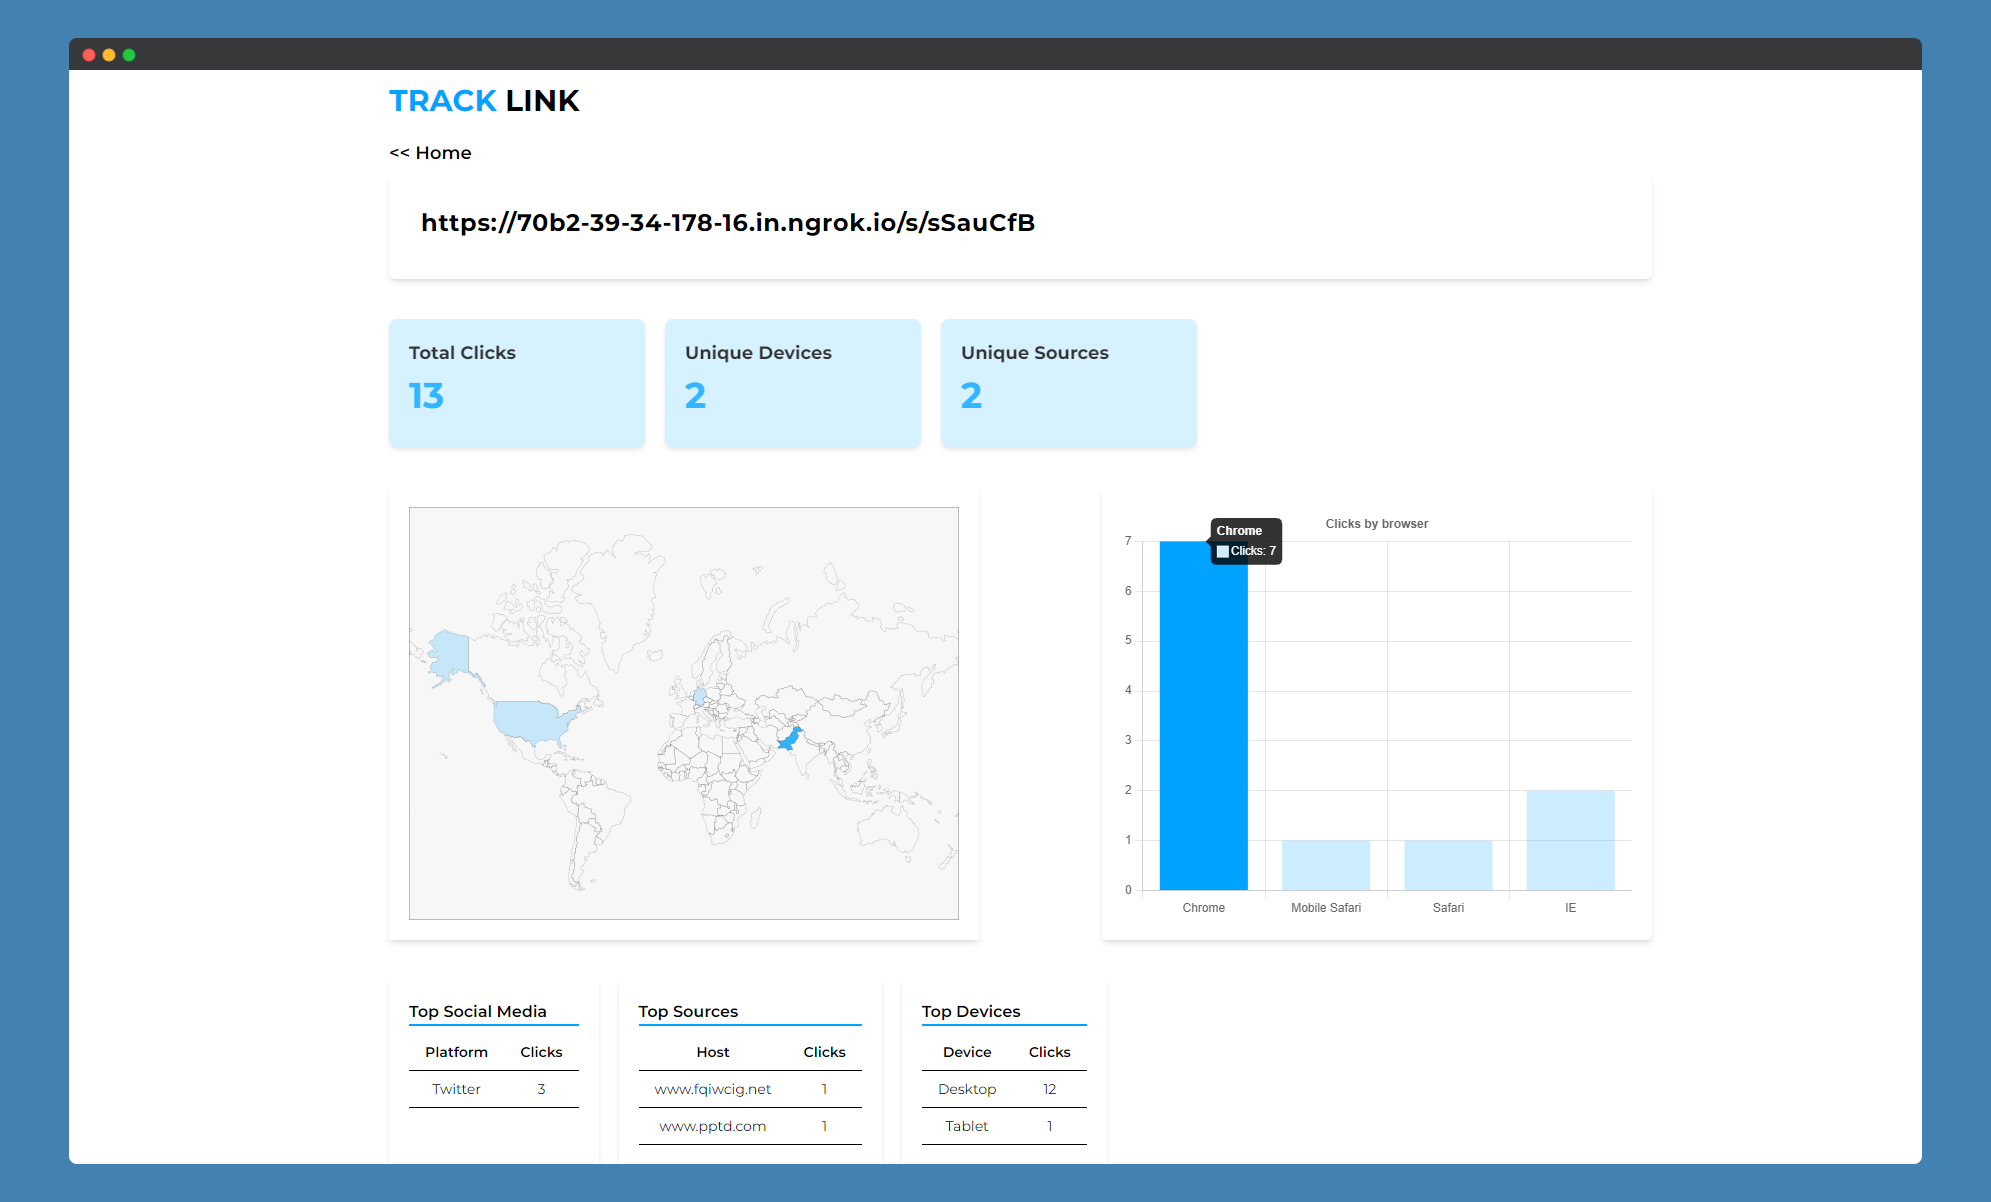 TRACK LINK
<< Home
https://70b2-39-34-178-16.in.ngrok.io/s/sSauCfB
Total Clicks
13
Unique Devices
2
Unique Sources
2
Clicks by browser
Chrome
Clicks: 7
7
6
5
4
3
2
1
0
Chrome Mobile Safari Safari IE
Top Social Media
Platform Clicks
Twitter 3
Top Sources
Host Clicks
www.fqiwcig.net 1
www.pptd.com 1
Top Devices
Device Clicks
Desktop 12
Tablet 1